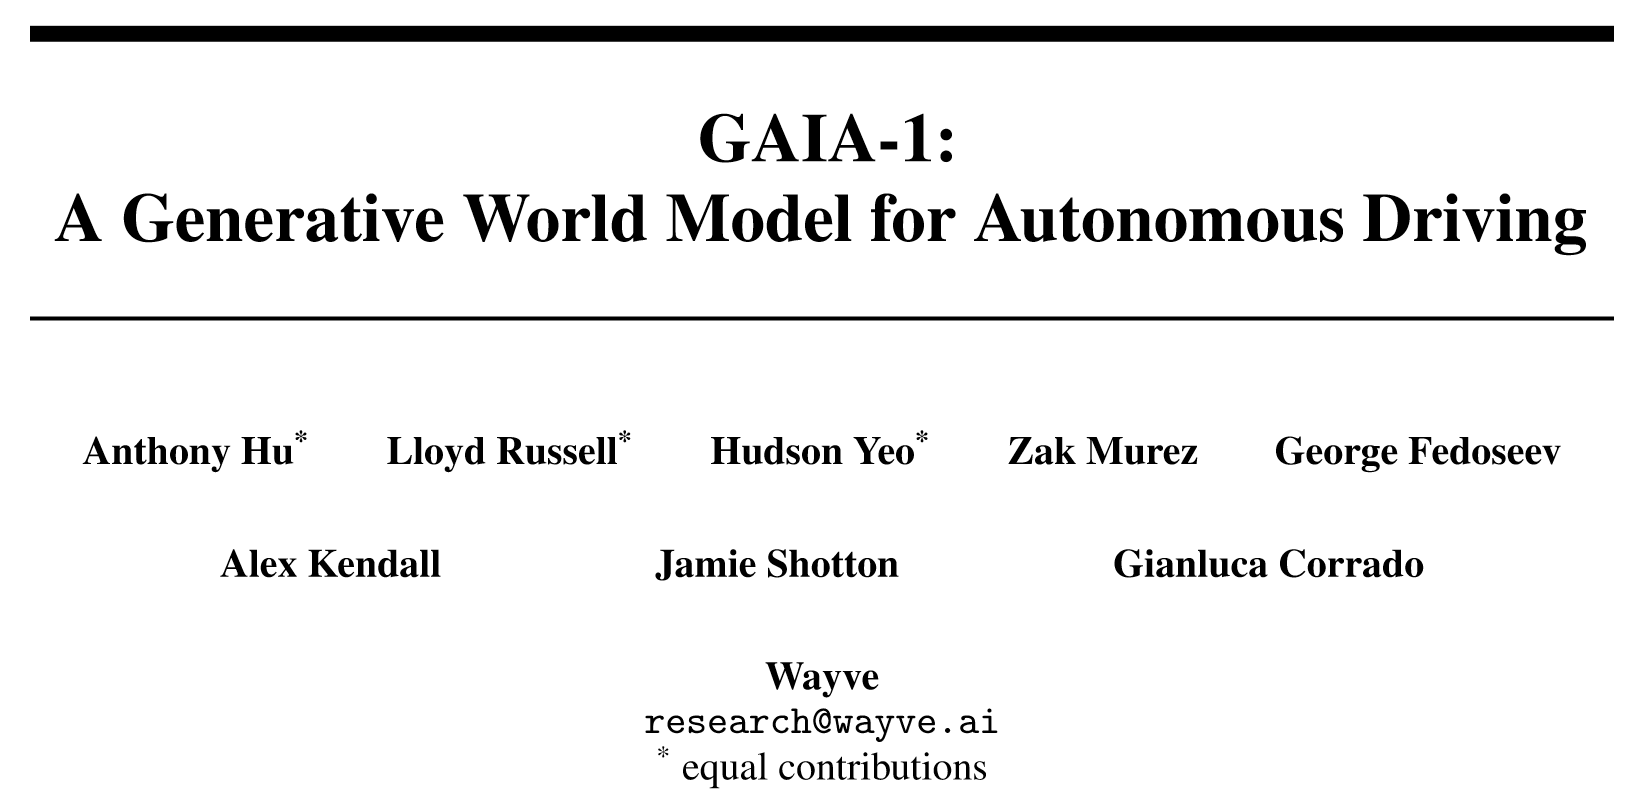 GAIA-1:
A Generative World Model for Autonomous Driving
Anthony Hu* Lloyd Russell* Hudson Yeo* Zak Murez George Fedoseev
Alex Kendall Jamie Shotton Gianluca Corrado
Wayve
research@wayve.ai
* equal contributions